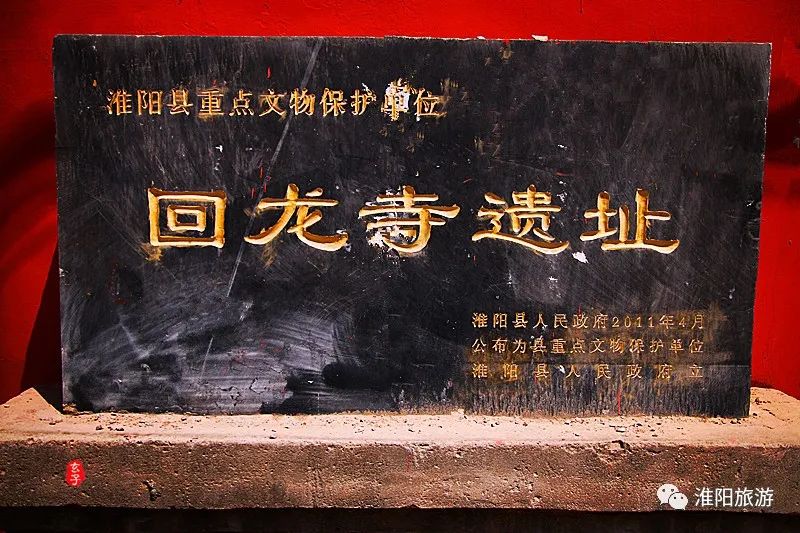 淮阳县重点文物保护单位
回龙寺遗址
淮阳县人民政府2011年4月
公布为县重点文物保护单位
淮阳县人民政府立
玄子
淮阳旅游